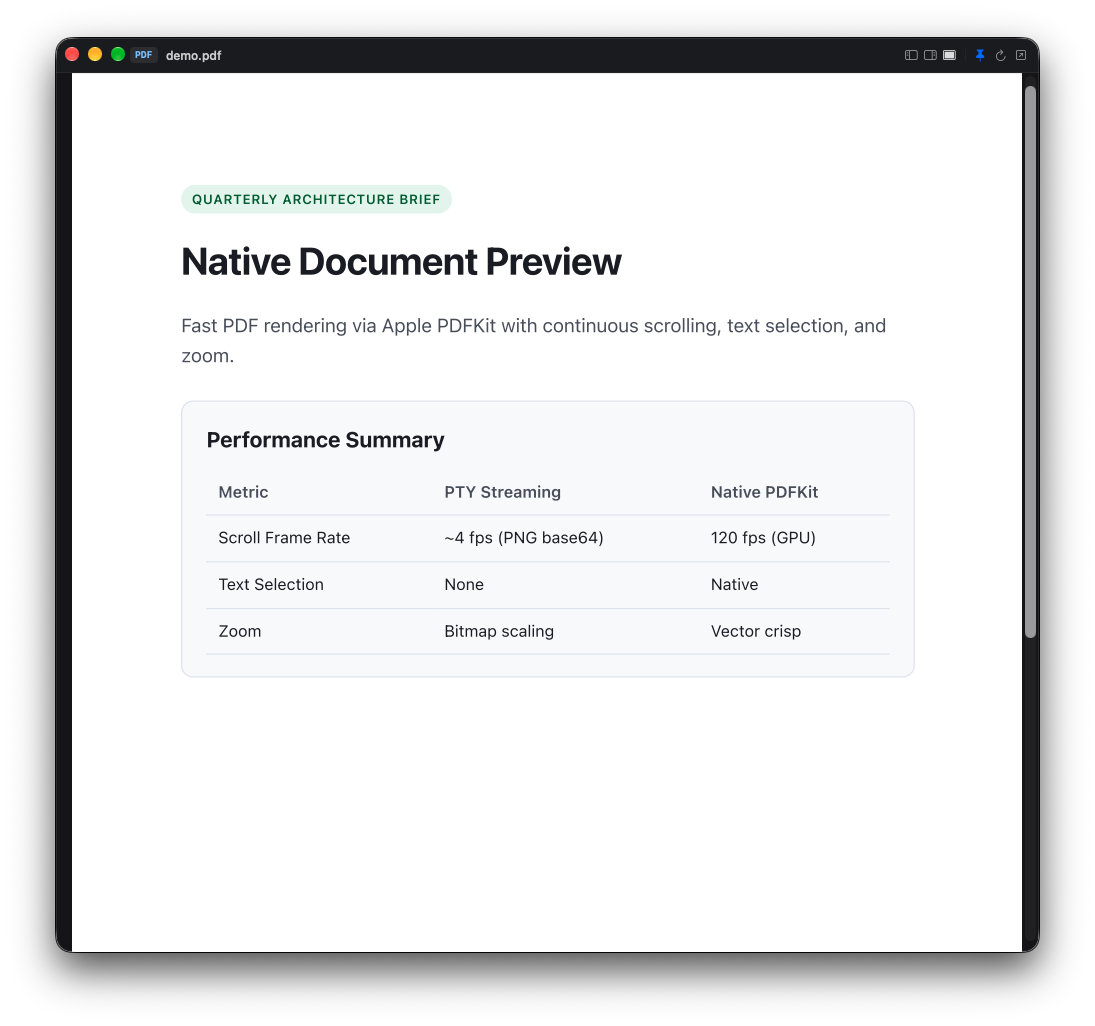 PDF demo.pdf
QUARTERLY ARCHITECTURE BRIEF
Native Document Preview
Fast PDF rendering via Apple PDFKit with continuous scrolling, text selection, and
zoom.
Performance Summary
Metric PTY Streaming Native PDFKit
Scroll Frame Rate ~4 fps (PNG base64) 120 fps (GPU)
Text Selection None Native
Zoom Bitmap scaling Vector crisp